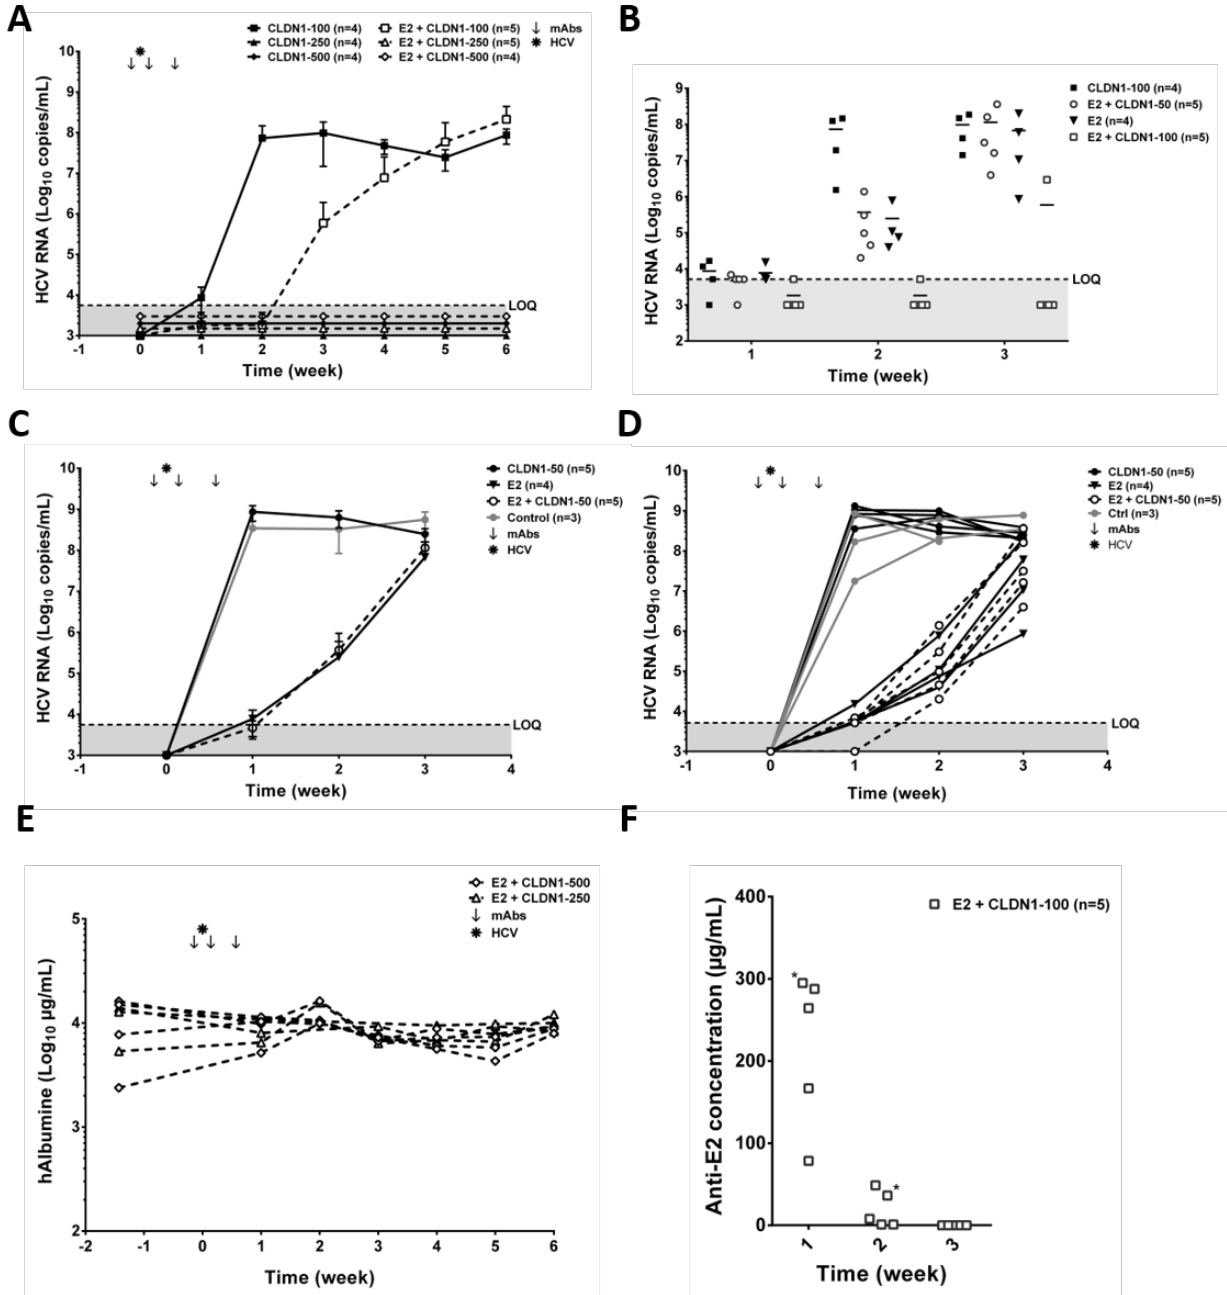 A
CLDN1-100 (n=4)
CLDN1-250 (n=4)
CLDN1-500 (n=4)
E2 + CLDN1-100 (n=5)
E2 + CLDN1-250 (n=5)
E2 + CLDN1-500 (n=4)
↓ mAbs
✱ HCV
HCV RNA (Log10 copies/mL)
10
9
8
7
6
5
4
3
LOQ
-1 0 1 2 3 4 5 6
Time (week)
B
CLDN1-100 (n=4)
E2 + CLDN1-50 (n=5)
E2 (n=4)
E2 + CLDN1-100 (n=5)
HCV RNA (Log10 copies/mL)
9
8
7
6
5
4
3
2
LOQ
1 2 3
Time (week)
C
CLDN1-50 (n=5)
E2 (n=4)
E2 + CLDN1-50 (n=5)
Control (n=3)
↓ mAbs
✱ HCV
HCV RNA (Log10 copies/mL)
10
9
8
7
6
5
4
3
LOQ
-1 0 1 2 3 4
Time (week)
D
CLDN1-50 (n=5)
E2 (n=4)
E2 + CLDN1-50 (n=5)
Ctrl (n=3)
↓ mAbs
✱ HCV
HCV RNA (Log10 copies/mL)
10
9
8
7
6
5
4
3
LOQ
-1 0 1 2 3 4
Time (week)
E
E2 + CLDN1-500
E2 + CLDN1-250
↓ mAbs
✱ HCV
hAlbumine (Log10 µg/mL)
5
4
3
2
-2 -1 0 1 2 3 4 5 6
Time (week)
F
E2 + CLDN1-100 (n=5)
Anti-E2 concentration (µg/mL)
400
300
200
100
0
*
*
1 2 3
Time (week)